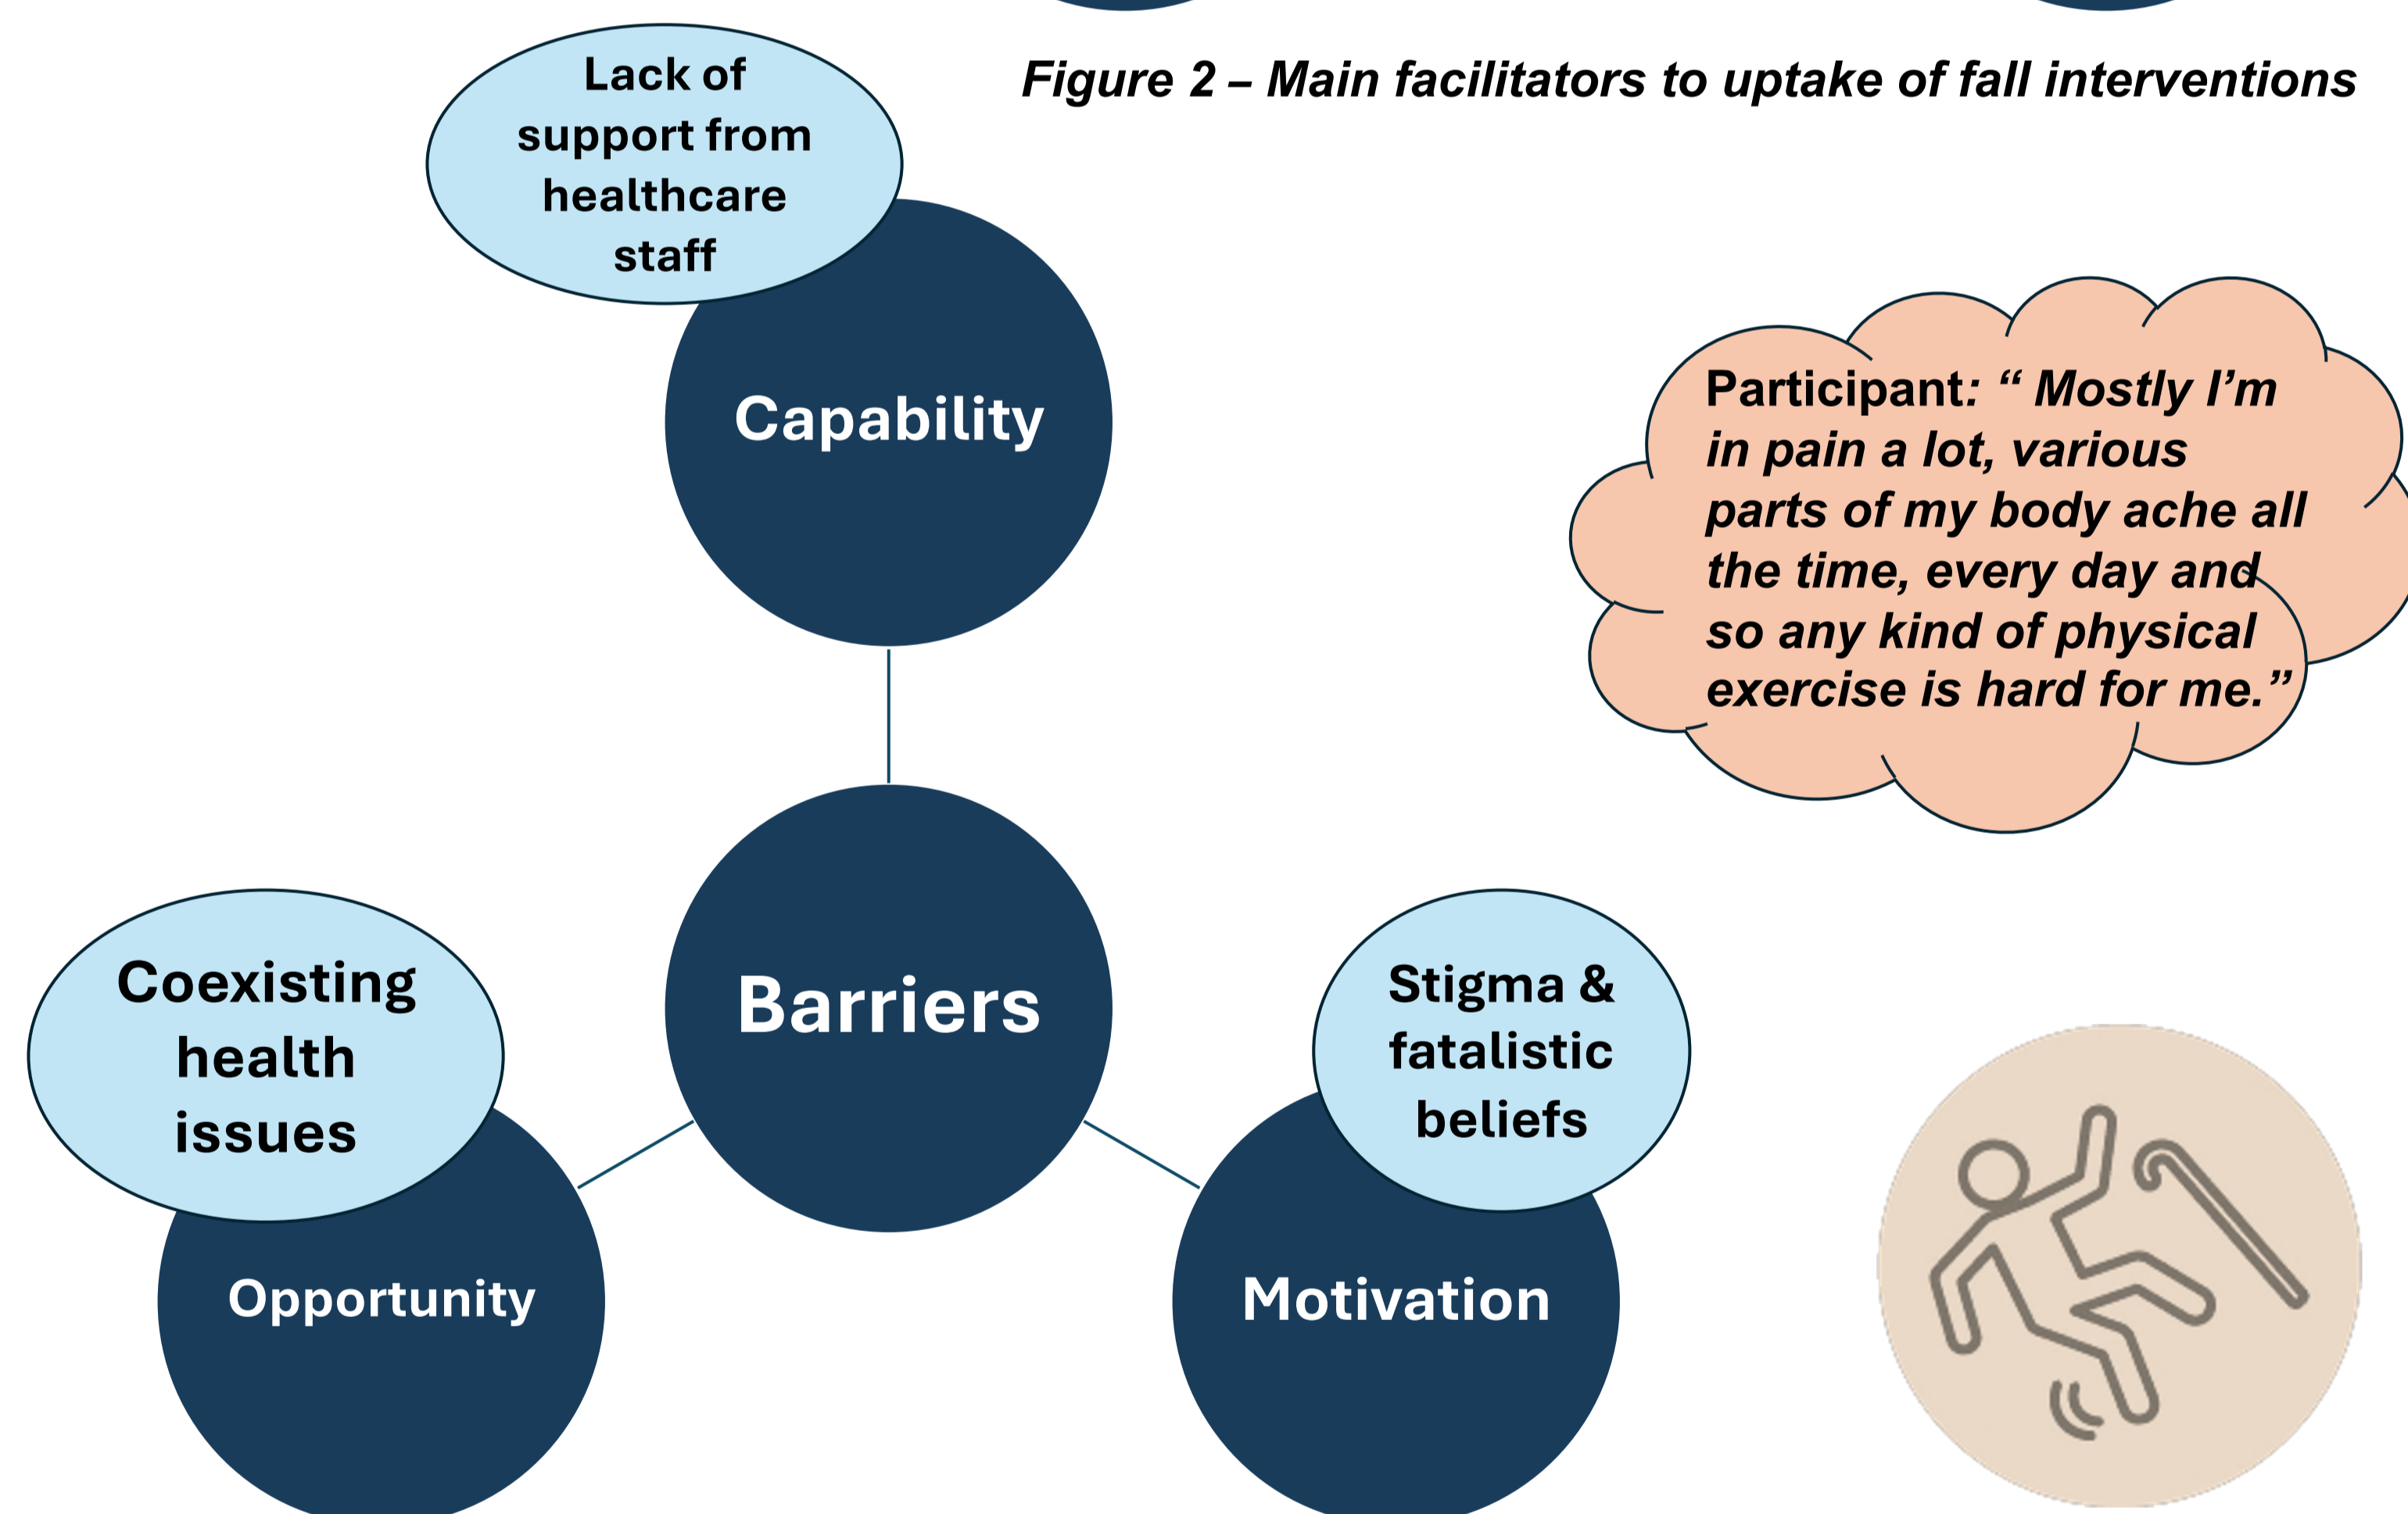 Figure 2 – Main facilitators to uptake of fall interventions
Lack of
support from
healthcare
staff
Capability
Participant: “ Mostly I’m
in pain a lot, various
parts of my body ache all
the time, every day and
so any kind of physical
exercise is hard for me.”
Barriers
Coexisting
health
issues
Opportunity
Stigma &
fatalistic
beliefs
Motivation